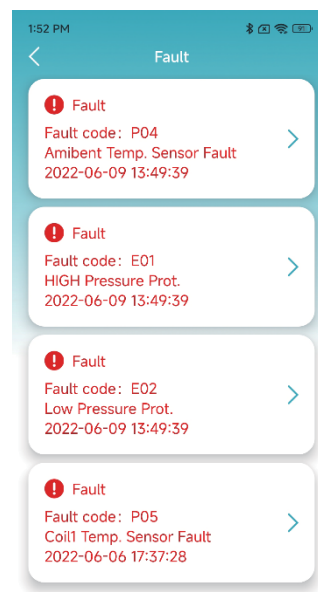 1:52 PM
Fault
Fault
Fault code: P04
Amibent Temp. Sensor Fault
2022-06-09 13:49:39
Fault
Fault code: E01
HIGH Pressure Prot.
2022-06-09 13:49:39
Fault
Fault code: E02
Low Pressure Prot.
2022-06-09 13:49:39
Fault
Fault code: P05
Coil1 Temp. Sensor Fault
2022-06-06 17:37:28